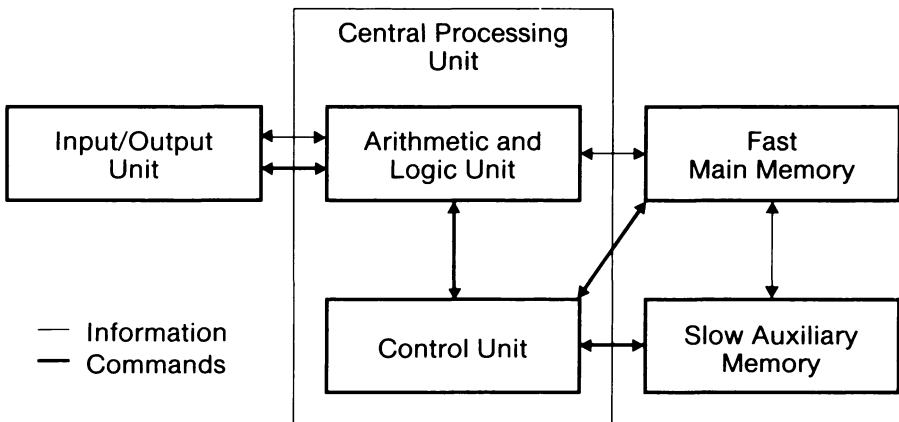 Central Processing
Unit
Input/Output
Unit
Arithmetic and
Logic Unit
Fast
Main Memory
Control Unit
Slow Auxiliary
Memory
Information
Commands